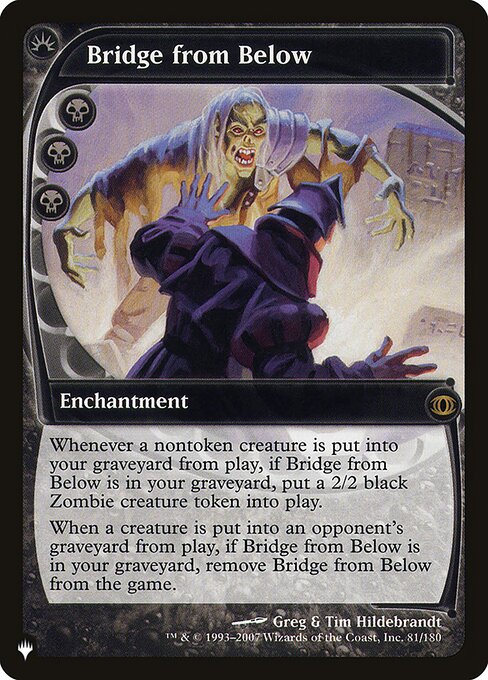 Bridge from Below
Enchantment
Whenever a nontoken creature is put into
your graveyard from play, if Bridge from
Below is in your graveyard, put a 2/2 black
Zombie creature token into play.
When a creature is put into an opponent's
graveyard from play, if Bridge from Below is
in your graveyard, remove Bridge from Below
from the game.
Greg & Tim Hildebrandt
™ & © 1993–2007 Wizards of the Coast, Inc. 81/180